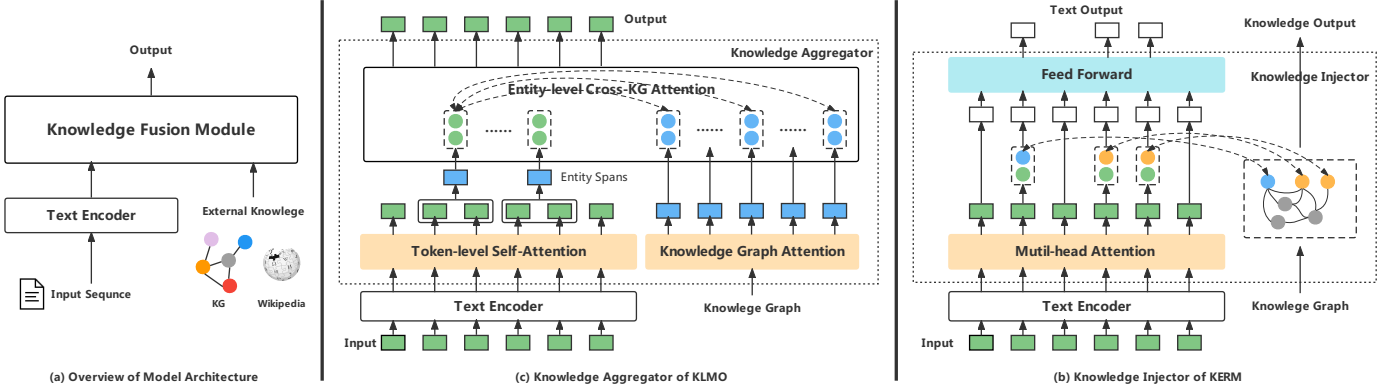 Output
Knowledge Fusion Module
Text Encoder
External Knowlege
Input Sequnce
KG
Wikipedia
(a) Overview of Model Architecture
Output
Knowledge Aggregator
Entity-level Cross-KG Attention
......
......
......
Entity Spans
Token-level Self-Attention
Knowledge Graph Attention
Text Encoder
Knowlege Graph
Input
(c) Knowledge Aggregator of KLMO
Text Output
Knowledge Output
Feed Forward
Knowledge Injector
Mutil-head Attention
Text Encoder
Knowlege Graph
Input
(b) Knowledge Injector of KERM